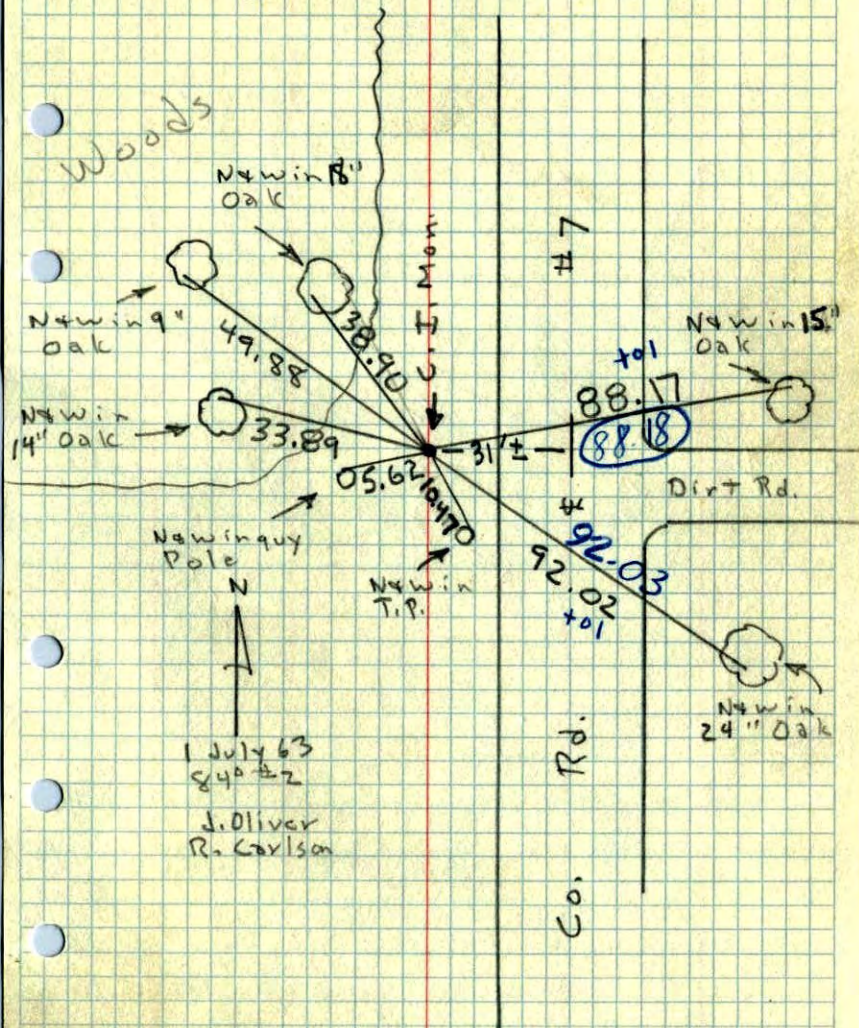 Woods
N&W in 18"
Oak
C.I. Mon.
# 7
N&W in 9"
Oak
49.88
38.90
N&W in 15"
Oak
+01
88.17
88.18
N&W in
14" Oak
33.89
31'±
Dirt Rd.
05.62
10.470
N&W in guy
Pole
N&W in
T.P.
92.03
92.02
+01
N
N&W in
24" Oak
1 July 63
84° #2
J. Oliver
R. Carlson
Co. Rd.